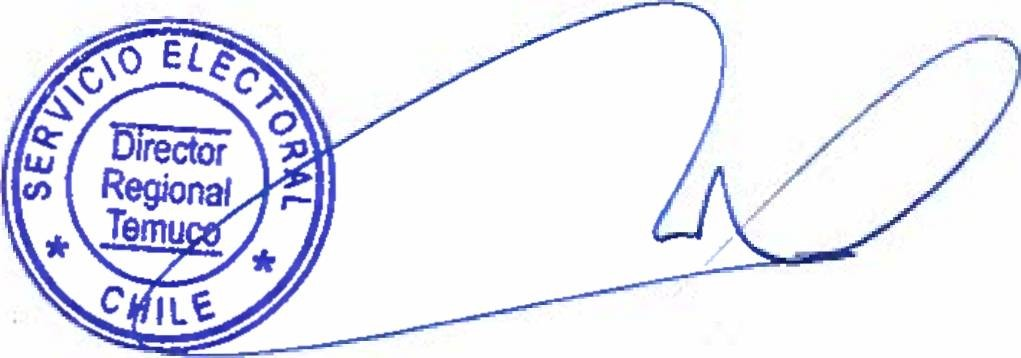 SERVICIO ELECTORAL
Director
Regional
Temuco
* CHILE *